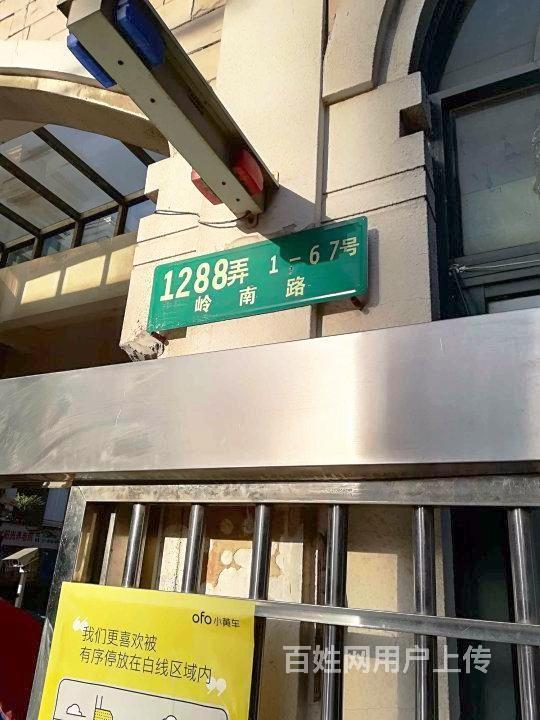 1288弄 1-67号
岭南路
ofo小黄车
我们更喜欢被
有序停放在白线区域内
百姓网用户上传